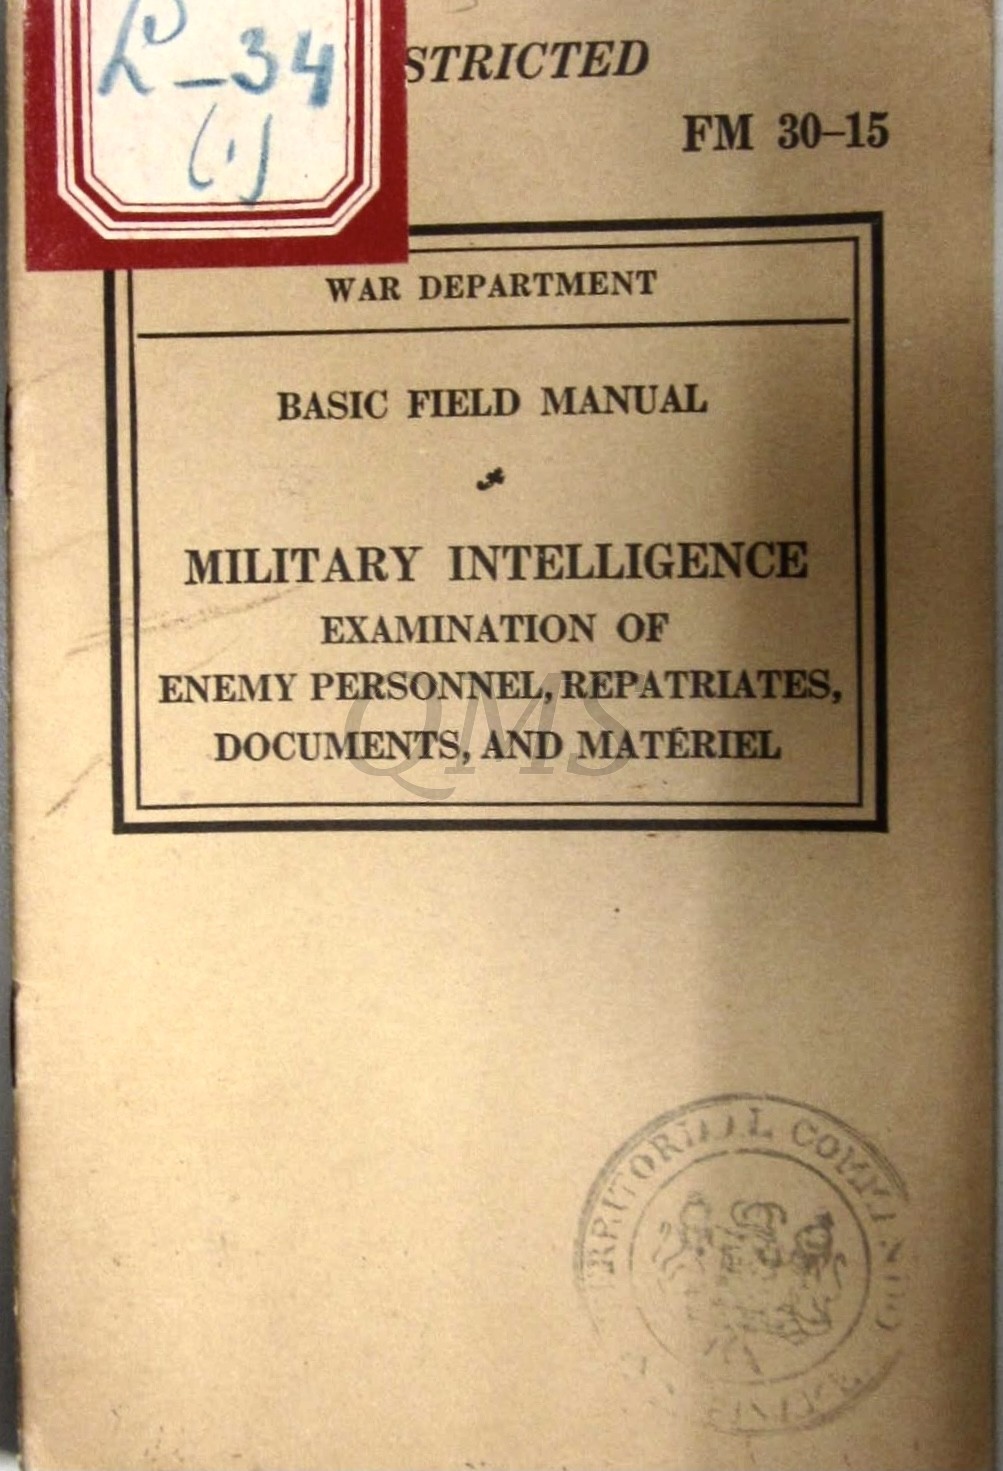 L-34
(1)
STRICTED
FM 30-15
WAR DEPARTMENT
BASIC FIELD MANUAL
MILITARY INTELLIGENCE
EXAMINATION OF
ENEMY PERSONNEL, REPATRIATES,
DOCUMENTS, AND MATÉRIEL
QMS